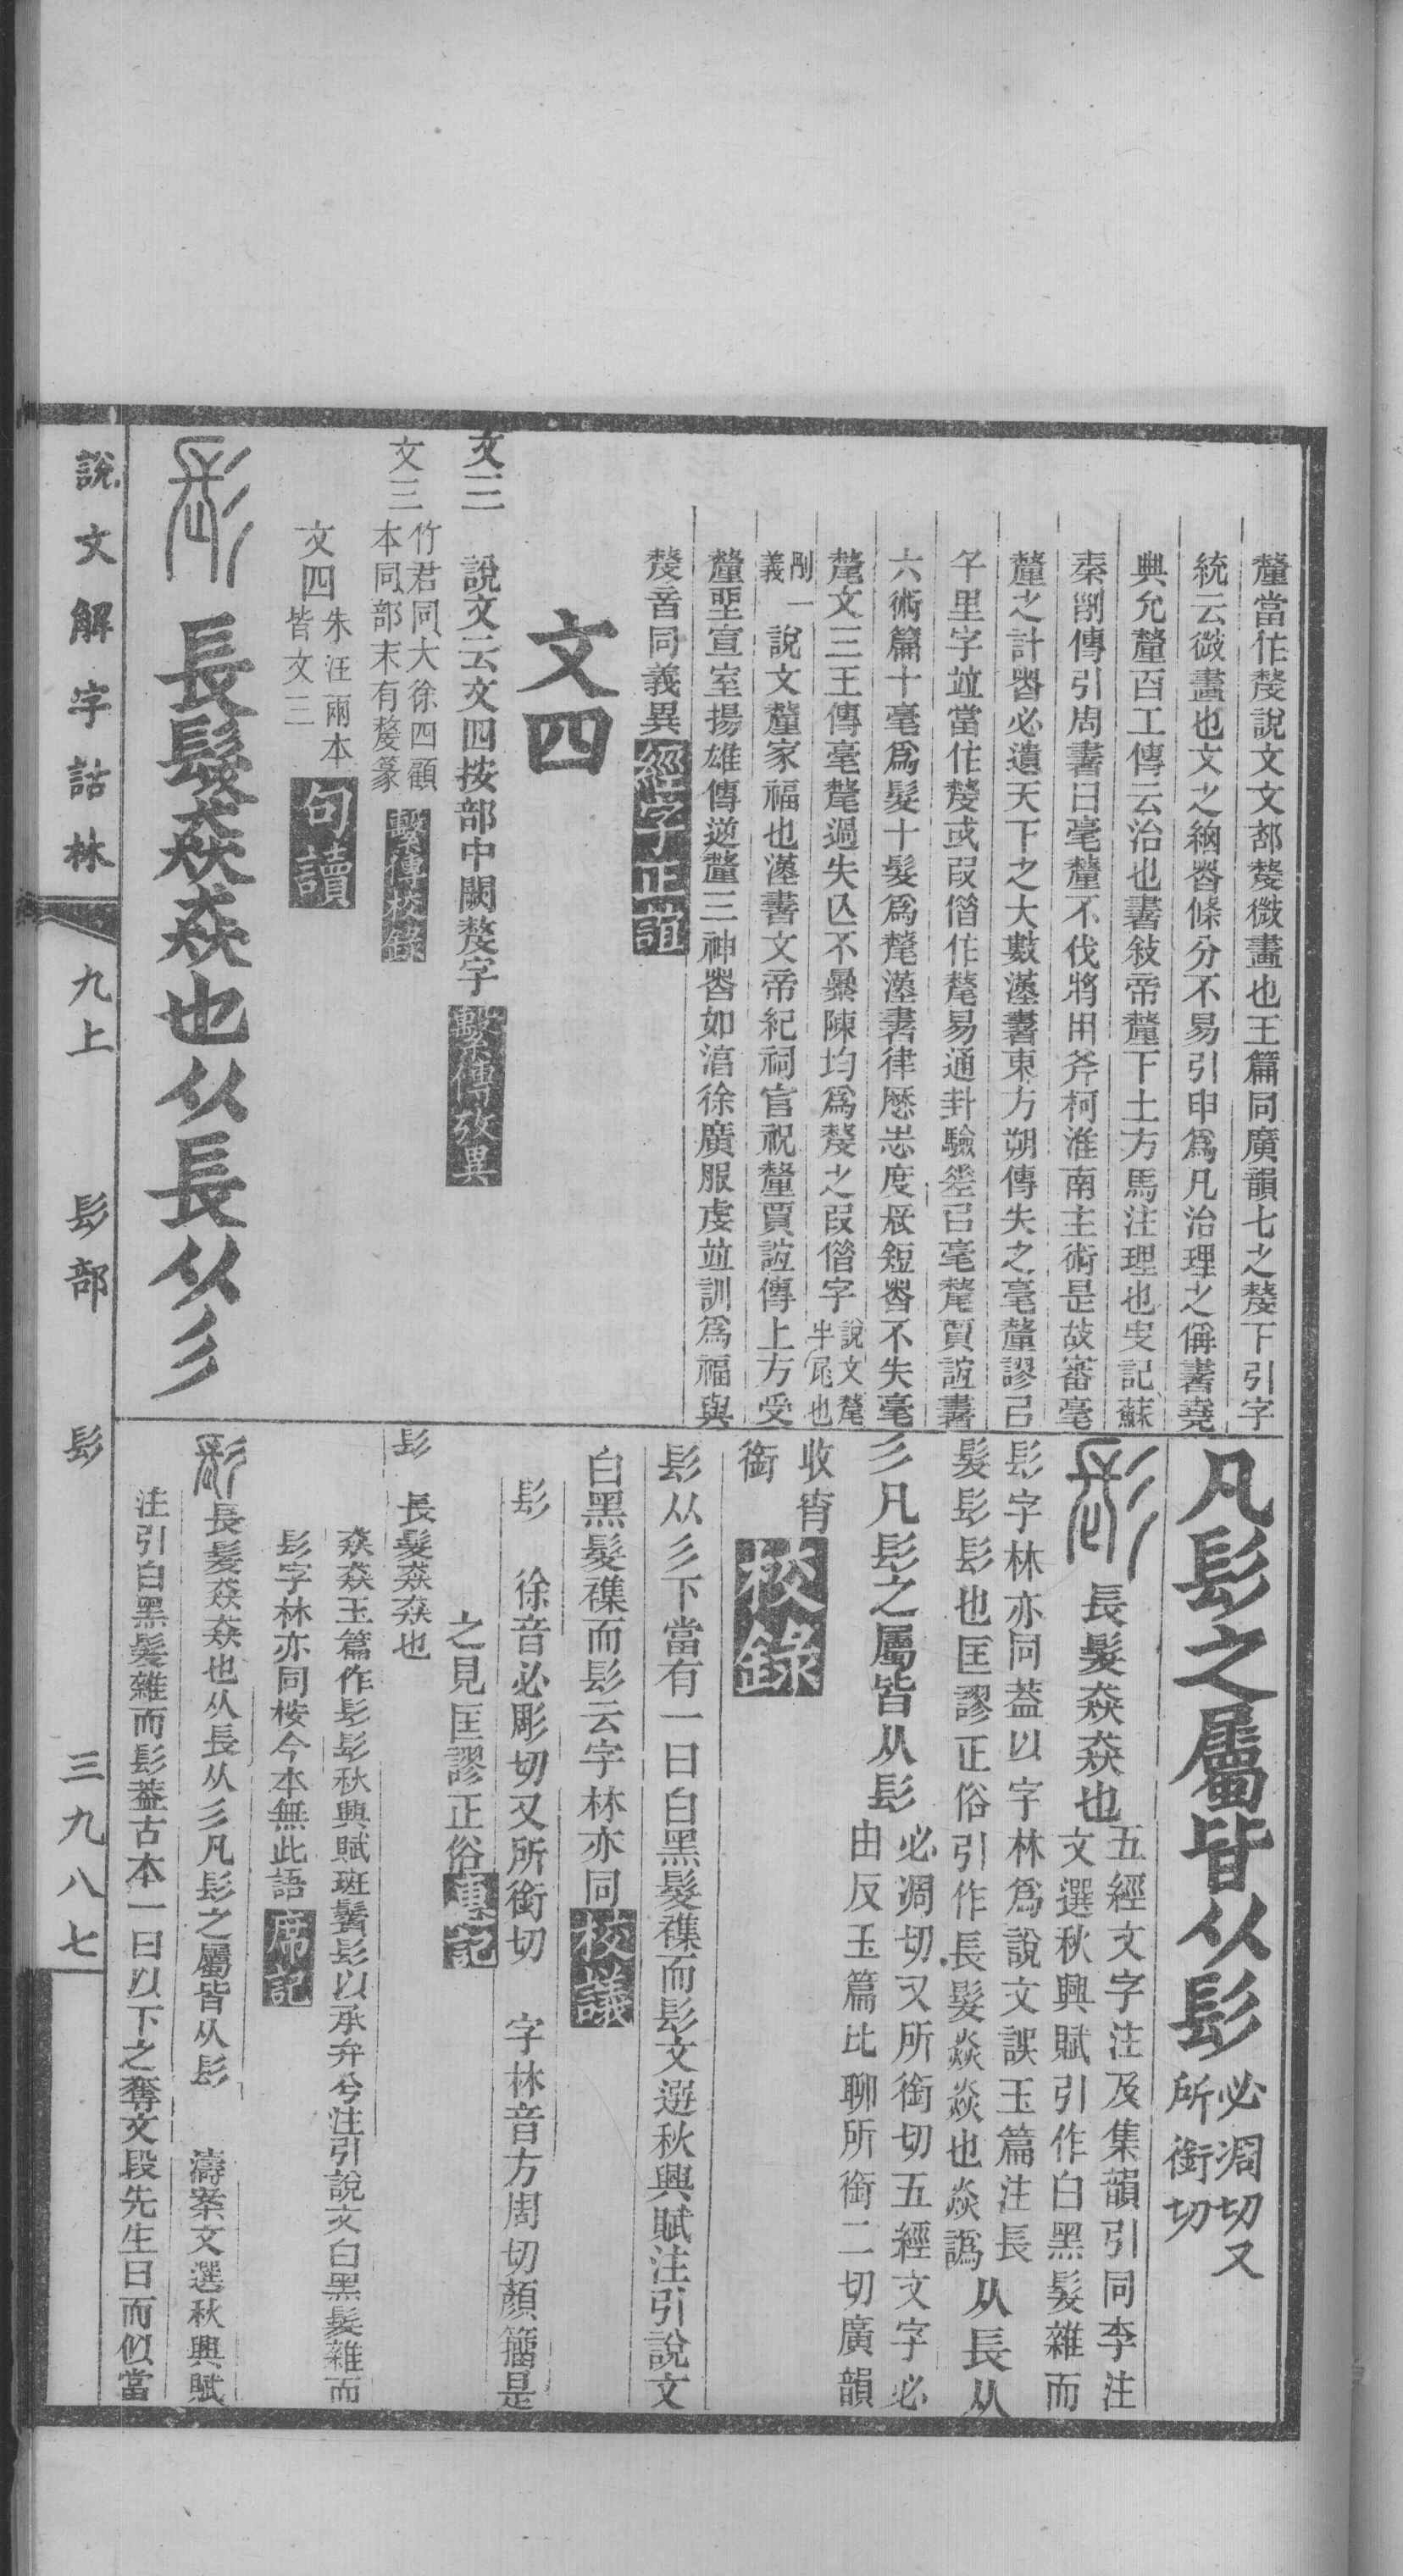 釐當作𠭰說文文部𠭰微畫也玉篇同廣韻七之𠭰下引字
統云微畫也文之緢者條分不易引申爲凡治理之偁書堯
典允釐百工傳云治也書敍帝釐下土方馬注理也史記蘇
秦剬傳引周書曰毫釐不伐將用斧柯淮南主術是故審毫
釐之計者必遺天下之大數漢書東方朔傳失之毫釐謬㠯
千里字竝當作𠭰或叚借作氂易通卦驗㠯毫氂賈誼書
六術篇十毫爲髮十髮爲氂漢書律厤志度長短者不失毫
氂文三王傳毫氂過失亾不暴陳均爲𠭰之叚借字說文氂犛牛尾也
剛義一說文釐家福也漢書文帝紀祠官祝釐賈誼傳上方受
釐坐宣室揚雄傳逆釐三神者如淳徐廣服虔竝訓爲福與
𠭰音同義異經字正誼
文四
文三 說文云文四按部中闕𠭰字繫傳攷異
文三竹君同大徐四顧本同部末有𠭰篆繫傳校錄
文四朱汪兩本皆文三句讀
髟長髮猋猋也从長从彡
說文解字詁林 九上 髟部 髟 三九八七
凡髟之屬皆从髟必凋切又所銜切
髟長髮猋猋也五經文字注及集韻引同李注文選秋興賦引作白黑髮雜而
髟字林亦同葢以字林爲說文誤玉篇注長
髮髟髟也匡謬正俗引作長髮焱焱也焱譌从長从
彡凡髟之屬皆从髟必凋切又所銜切五經文字必由反玉篇比聊所銜二切廣韻
收宵銜校錄
髟从彡下當有一曰白黑髮襍而髟文選秋興賦注引說文
白黑髮襍而髟云字林亦同校議
髟 徐音必彫切又所銜切 字林音方周切顏籀是
之見匡謬正俗惠記
髟 長髮猋猋也
猋猋玉篇作髟髟秋興賦斑鬢髟以承弁兮注引說文白黑髮雜而
髟字林亦同桉今本無此語席記
髟長髮猋猋也从長从彡凡髟之屬皆从髟 濤案文選秋興賦
注引白黑髮雜而髟葢古本一曰以下之奪文段先生曰而似當